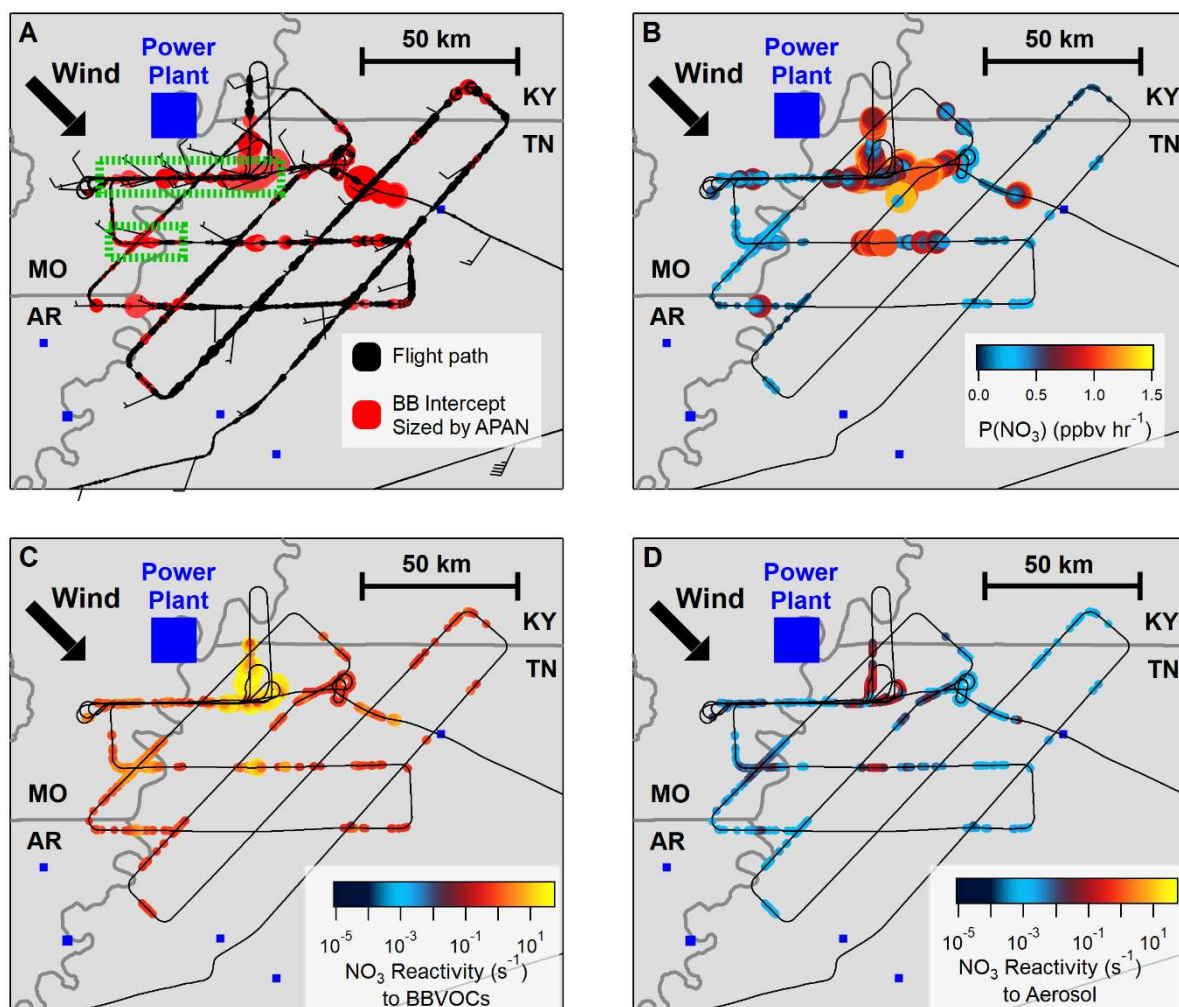 A
Power
Plant
50 km
Wind
KY
TN
MO
AR
Flight path
BB Intercept
Sized by APAN
B
Power
Plant
50 km
Wind
KY
TN
MO
AR
0.0 0.5 1.0 1.5
P(NO₃) (ppbv hr⁻¹)
C
Power
Plant
50 km
Wind
KY
TN
MO
AR
10⁻⁵ 10⁻³ 10⁻¹ 10¹
NO₃ Reactivity (s⁻¹)
to BBVOCs
D
Power
Plant
50 km
Wind
KY
TN
MO
AR
10⁻⁵ 10⁻³ 10⁻¹ 10¹
NO₃ Reactivity (s⁻¹)
to Aerosol